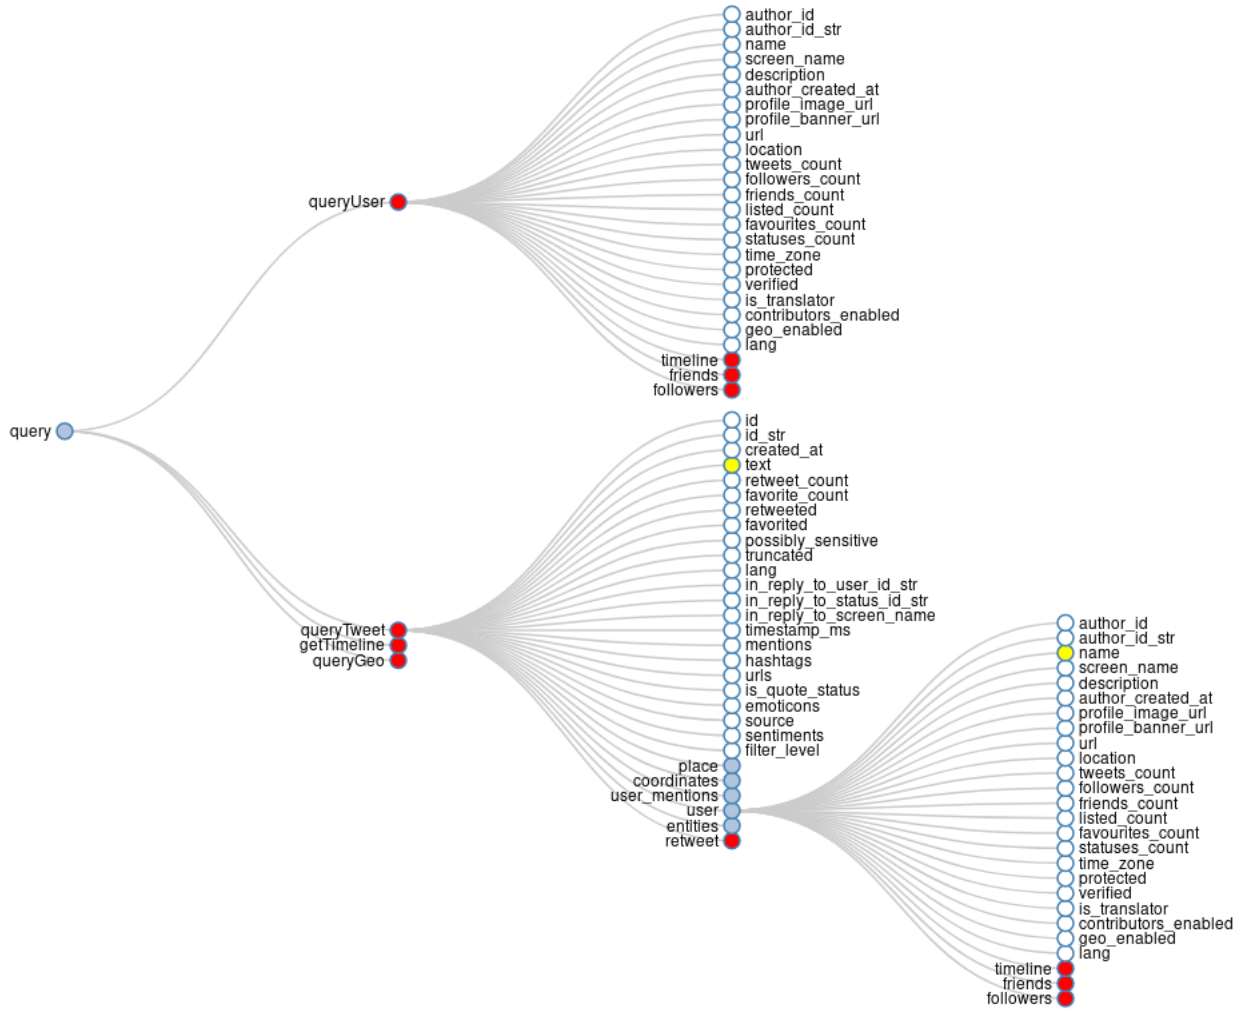 query
queryUser
author_id
author_id_str
name
screen_name
description
author_created_at
profile_image_url
profile_banner_url
url
location
tweets_count
followers_count
friends_count
listed_count
favourites_count
statuses_count
time_zone
protected
verified
is_translator
contributors_enabled
geo_enabled
lang
timeline
friends
followers
queryTweet
getTimeline
queryGeo
id
id_str
created_at
text
retweet_count
favorite_count
retweeted
favorited
possibly_sensitive
truncated
lang
in_reply_to_user_id_str
in_reply_to_status_id_str
in_reply_to_screen_name
timestamp_ms
mentions
hashtags
urls
is_quote_status
emoticons
source
sentiments
filter_level
place
coordinates
user_mentions
user
entities
retweet
author_id
author_id_str
name
screen_name
description
author_created_at
profile_image_url
profile_banner_url
url
location
tweets_count
followers_count
friends_count
listed_count
favourites_count
statuses_count
time_zone
protected
verified
is_translator
contributors_enabled
geo_enabled
lang
timeline
friends
followers